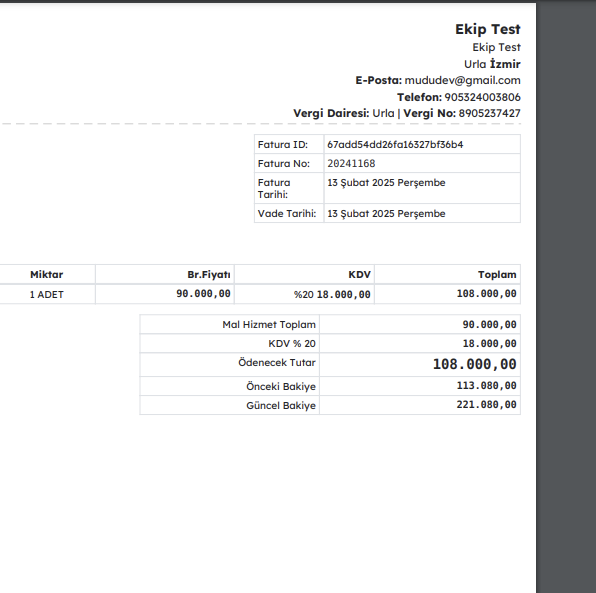 Ekip Test
Ekip Test
Urla İzmir
E-Posta: mududev@gmail.com
Telefon: 905324003806
Vergi Dairesi: Urla | Vergi No: 8905237427
Fatura ID: 67add54dd26fa16327bf36b4
Fatura No: 20241168
Fatura Tarihi: 13 Şubat 2025 Perşembe
Vade Tarihi: 13 Şubat 2025 Perşembe
Miktar Br.Fiyatı KDV Toplam
1 ADET 90.000,00 %20 18.000,00 108.000,00
Mal Hizmet Toplam 90.000,00
KDV % 20 18.000,00
Ödenecek Tutar 108.000,00
Önceki Bakiye 113.080,00
Güncel Bakiye 221.080,00